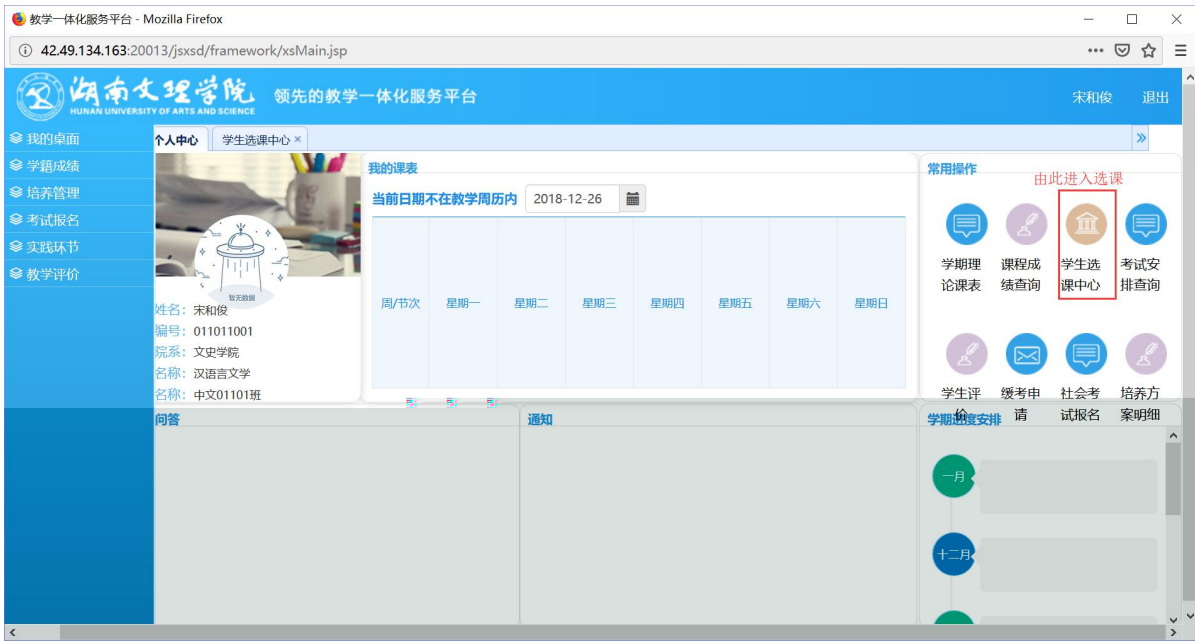 教学一体化服务平台 - Mozilla Firefox
42.49.134.163:20013/jsxsd/framework/xsMain.jsp
湖南文理学院
HUNAN UNIVERSITY OF ARTS AND SCIENCE
领先的教学一体化服务平台
宋和俊 退出
我的桌面
学籍成绩
培养管理
考试报名
实践环节
教学评价
个人中心 学生选课中心 ×
暂无数据
姓名：宋和俊
编号：011011001
院系：文史学院
名称：汉语言文学
名称：中文01101班
我的课表
当前日期不在教学周历内 2018-12-26
周/节次 星期一 星期二 星期三 星期四 星期五 星期六 星期日
常用操作
由此进入选课
学期理论课表
课程成绩查询
学生选课中心
考试安排查询
学生评价
缓考申请
社会考试报名
培养方案明细
问答
通知
学期进度安排
一月
十二月